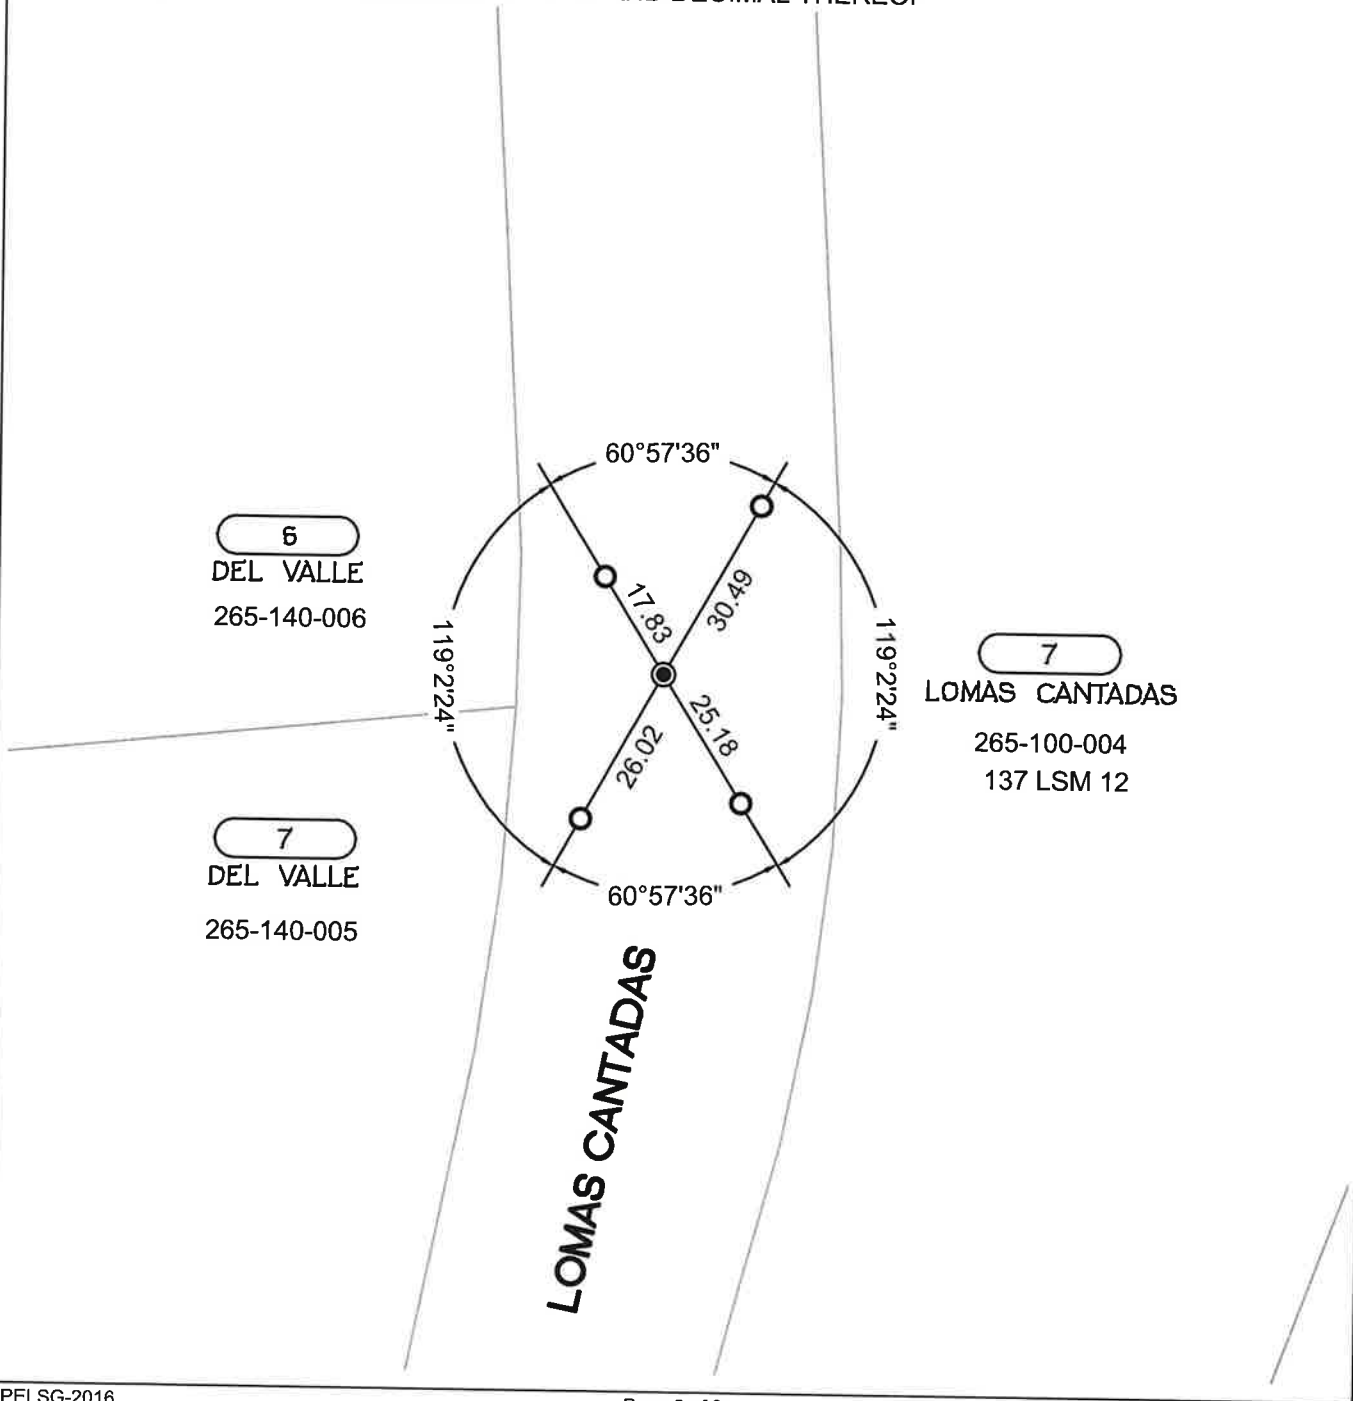 DECIMAL THEREOF
60°57'36"
6
DEL VALLE
265-140-006
17.83
30.49
119°2'24"
119°2'24"
7
LOMAS CANTADAS
265-100-004
137 LSM 12
26.02
25.18
7
DEL VALLE
265-140-005
60°57'36"
LOMAS CANTADAS
PELSG-2016